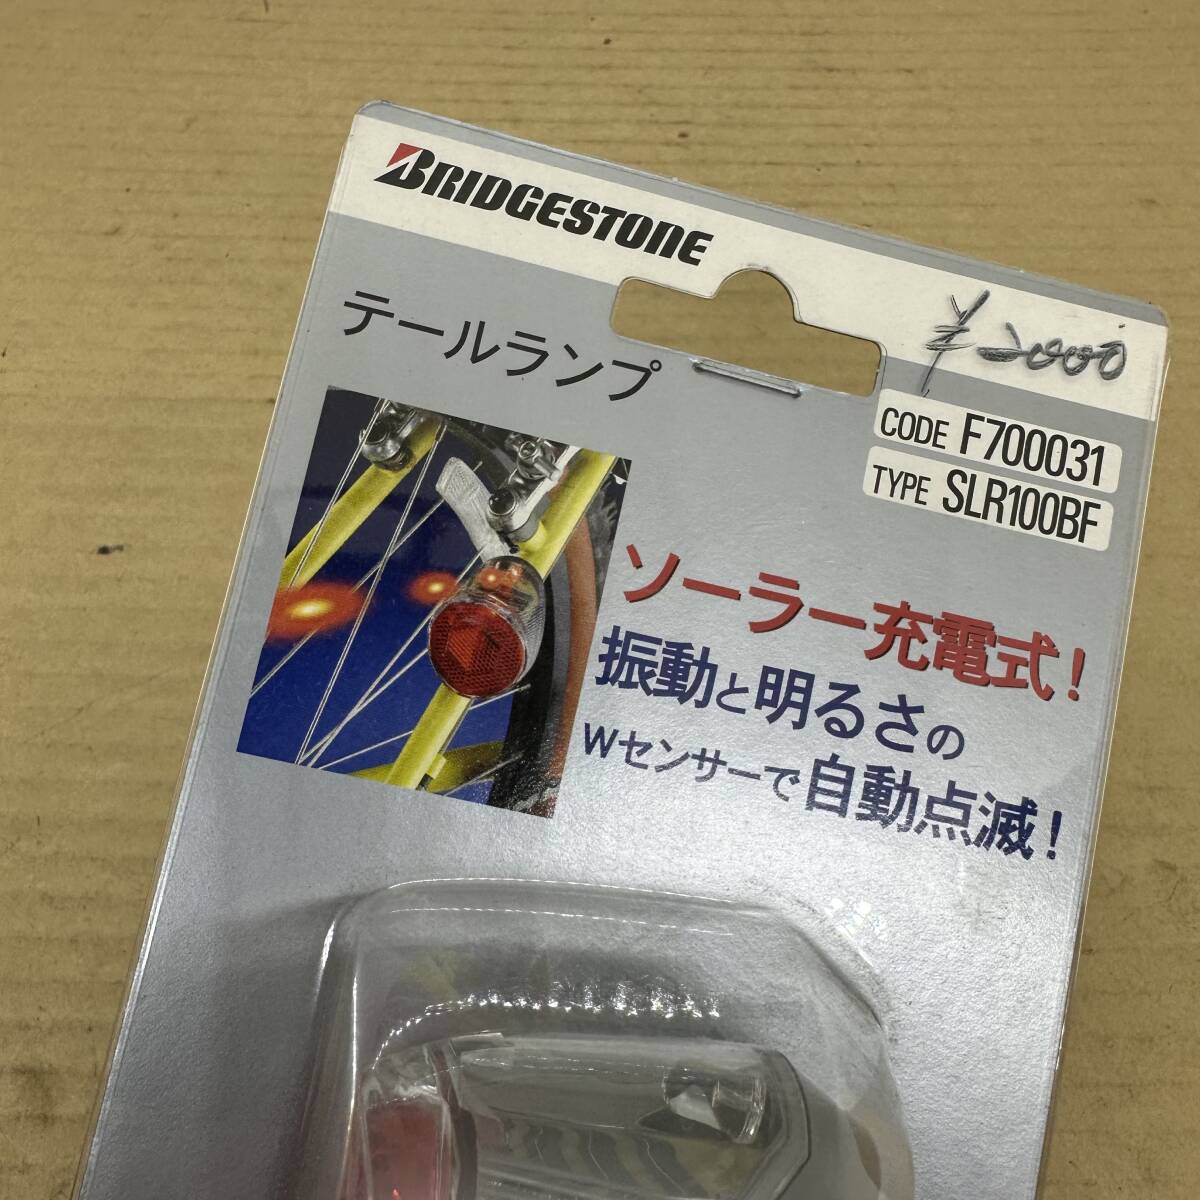 BRIDGESTONE
¥2000
テールランプ
CODE F700031
TYPE SLR100BF
ソーラー充電式!
振動と明るさの
Wセンサーで自動点滅!